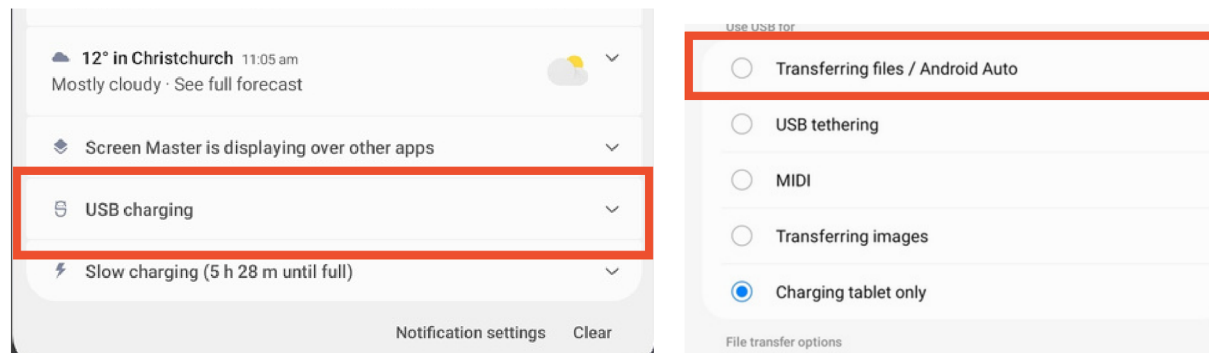 12° in Christchurch 11:05 am
Mostly cloudy · See full forecast
Screen Master is displaying over other apps
USB charging
Slow charging (5 h 28 m until full)
Notification settings Clear
Use USB for
Transferring files / Android Auto
USB tethering
MIDI
Transferring images
Charging tablet only
File transfer options